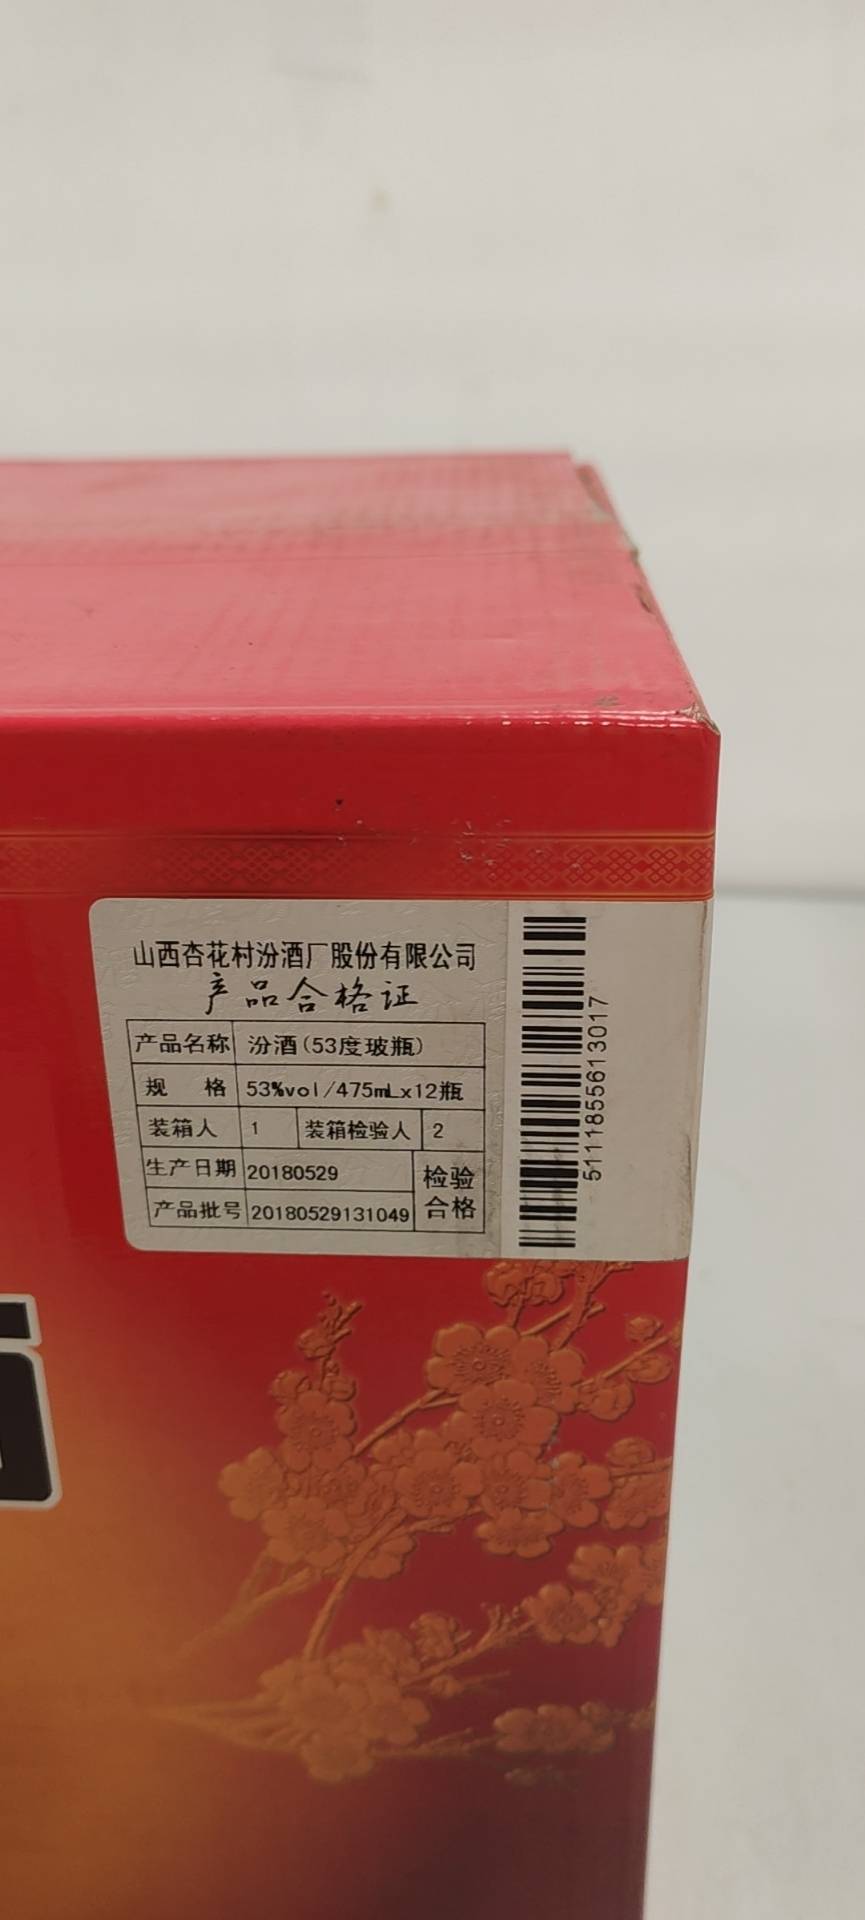 山西杏花村汾酒厂股份有限公司
产品合格证
产品名称 汾酒(53度玻瓶)
规 格 53%vol/475mLx12瓶
装箱人 1 装箱检验人 2
生产日期 20180529 检验
产品批号 20180529131049 合格
5111855613017